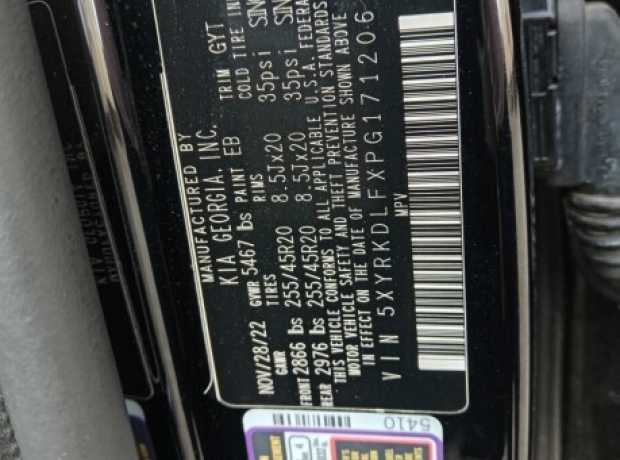 MANUFACTURED BY
KIA GEORGIA, INC.
NOV/28/22 GVWR 5467 lbs PAINT EB TRIM GYT
GAWR TIRES RIMS COLD TIRE
FRONT 2866 lbs 255/45R20 8.5Jx20 35psi
REAR 2976 lbs 255/45R20 8.5Jx20 35psi
THIS VEHICLE CONFORMS TO ALL APPLICABLE U.S.A. FEDERAL
MOTOR VEHICLE SAFETY AND THEFT PREVENTION STANDARDS
IN EFFECT ON THE DATE OF MANUFACTURE SHOWN ABOVE
VIN 5XYRKDLFXPG171206
MPV
5410